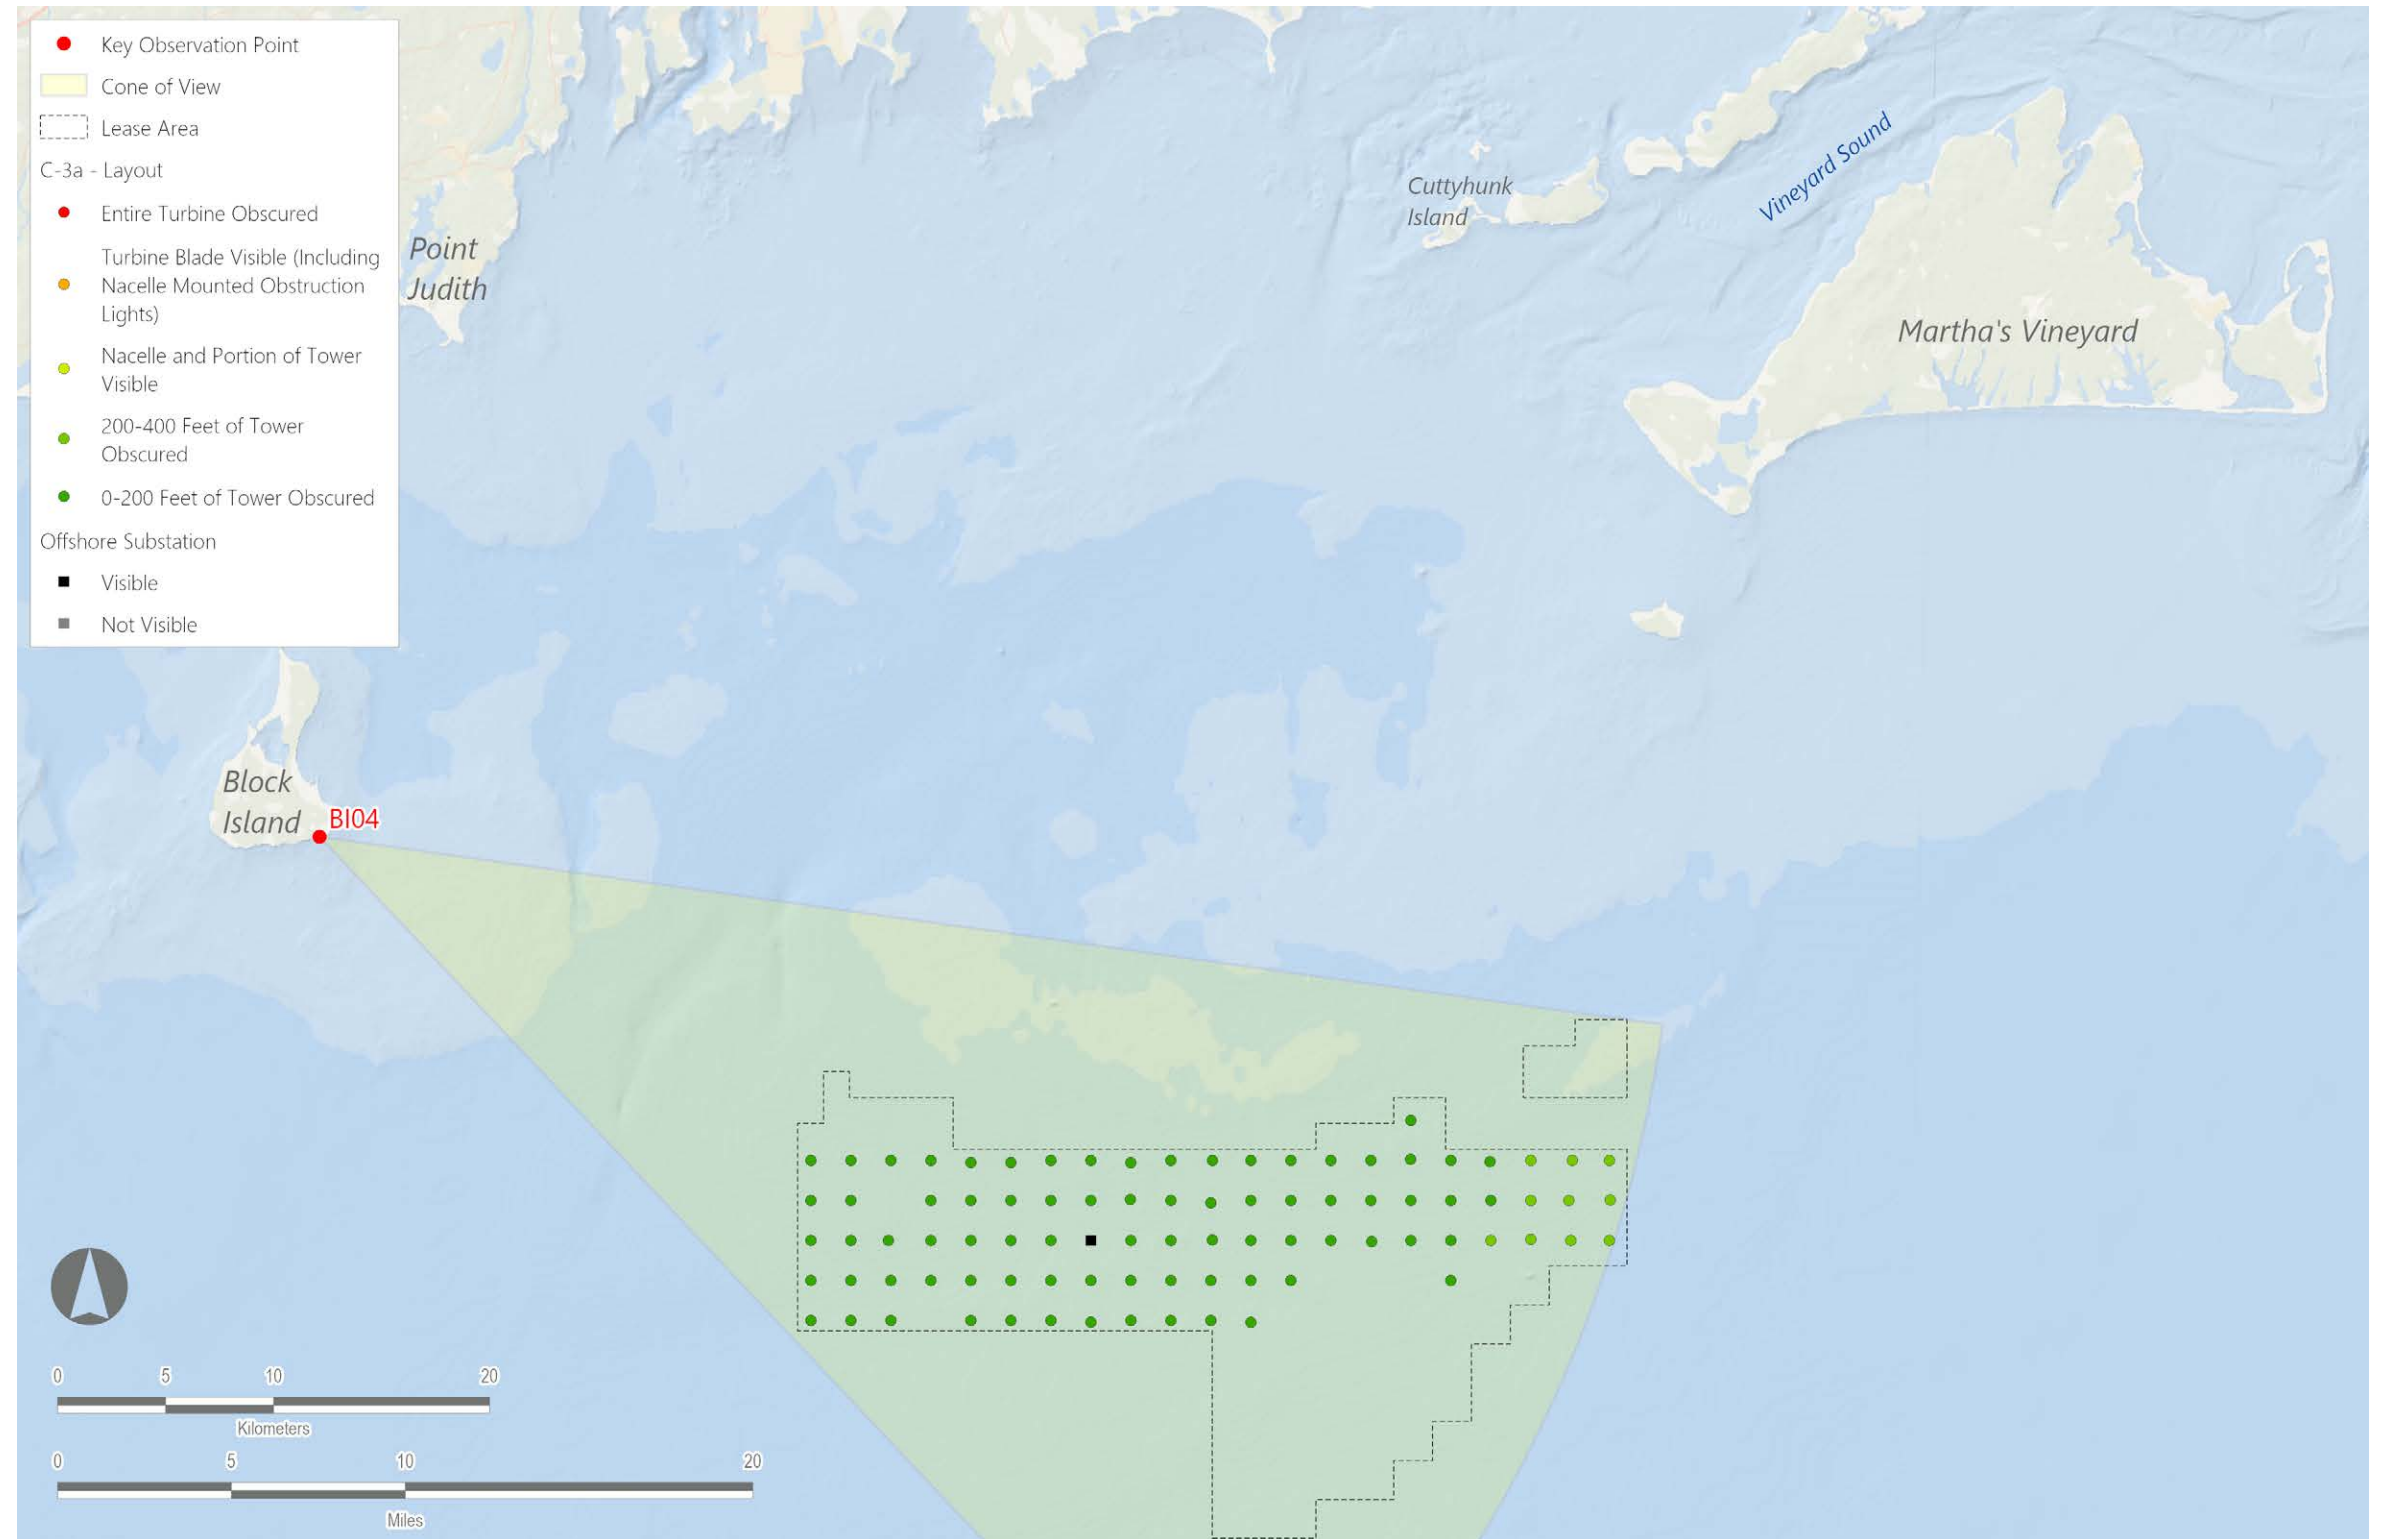 Key Observation Point
Cone of View
Lease Area
C-3a - Layout
Entire Turbine Obscured
Turbine Blade Visible (Including
Nacelle Mounted Obstruction
Lights)
Nacelle and Portion of Tower
Visible
200-400 Feet of Tower
Obscured
0-200 Feet of Tower Obscured
Offshore Substation
Visible
Not Visible
Point
Judith
Cuttyhunk
Island
Vineyard Sound
Martha's Vineyard
Block
Island
BI04
0 5 10 20
Kilometers
0 5 10 20
Miles